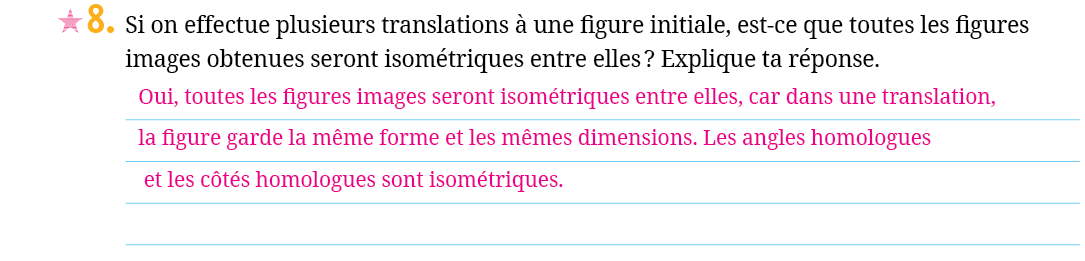 8. Si on effectue plusieurs translations à une figure initiale, est-ce que toutes les figures
images obtenues seront isométriques entre elles ? Explique ta réponse.
Oui, toutes les figures images seront isométriques entre elles, car dans une translation,
la figure garde la même forme et les mêmes dimensions. Les angles homologues
et les côtés homologues sont isométriques.